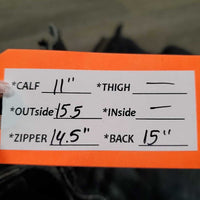 *CALF 11" *THIGH —
*OUTside 15.5 *INside —
*ZIPPER 14.5" *BACK 15"